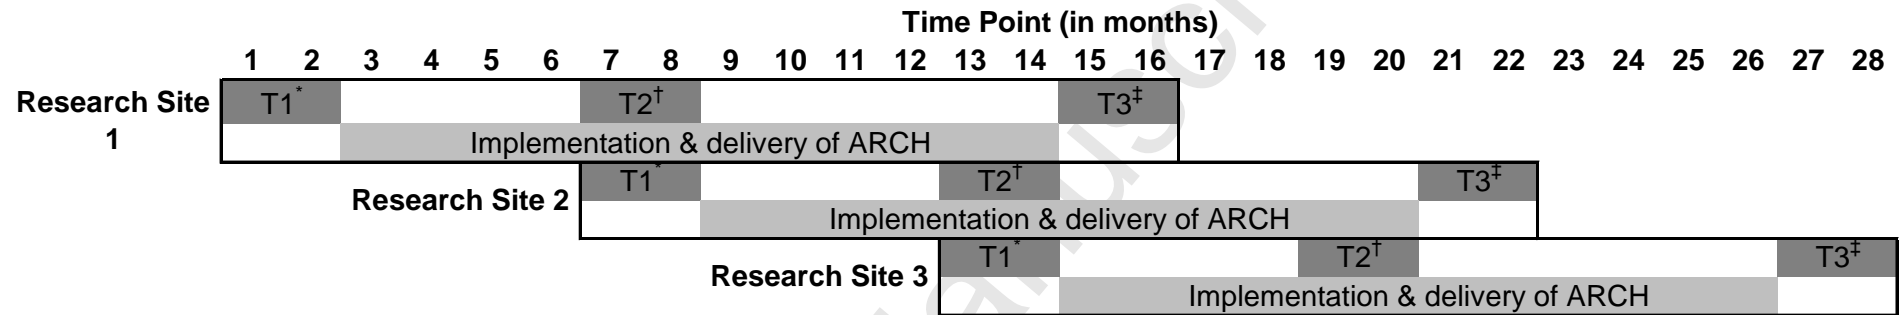 Time Point (in months)
1 2 3 4 5 6 7 8 9 10 11 12 13 14 15 16 17 18 19 20 21 22 23 24 25 26 27 28
Research Site
1
T1* T2† T3‡
Implementation & delivery of ARCH
Research Site 2
T1* T2† T3‡
Implementation & delivery of ARCH
Research Site 3
T1* T2† T3‡
Implementation & delivery of ARCH